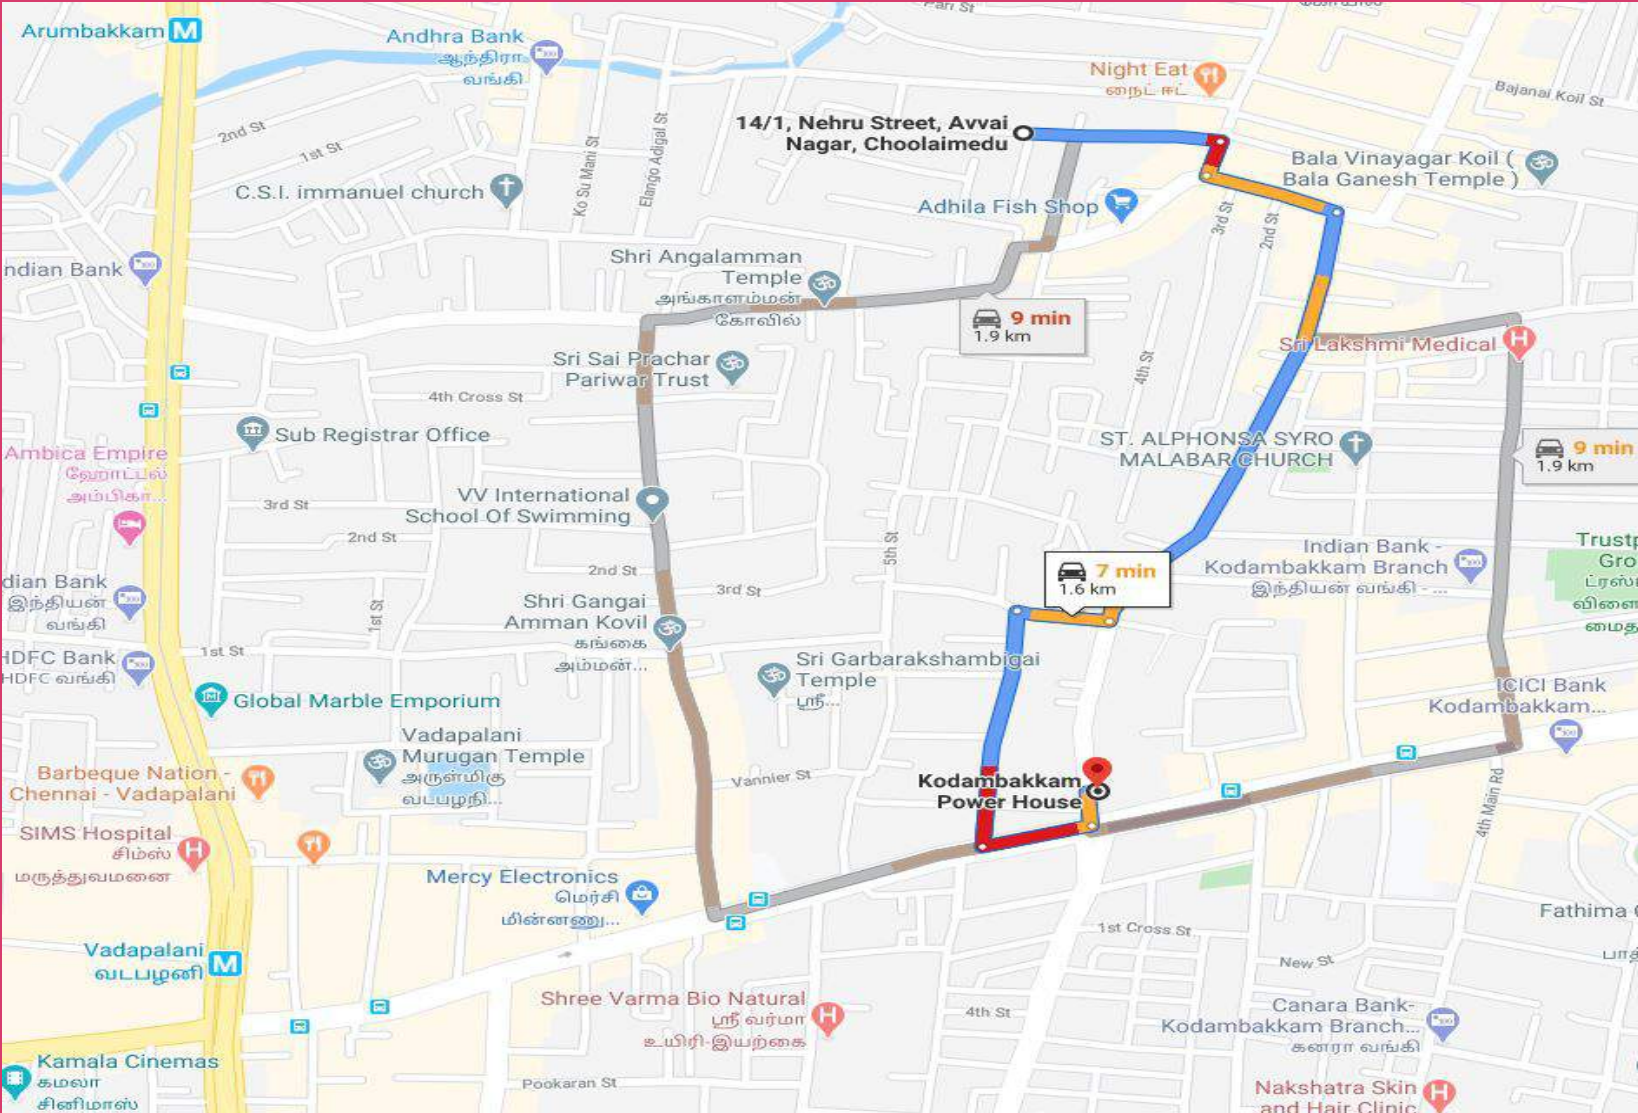 Pari St
Arumbakkam M
Andhra Bank
ஆந்திரா
வங்கி
Night Eat
நைட் ஈட்
Bajanai Koil St
2nd St
1st St
Ko Su Mani St
Elango Adigal St
14/1, Nehru Street, Avvai
Nagar, Choolaimedu
Bala Vinayagar Koil (
Bala Ganesh Temple )
C.S.I. immanuel church
Adhila Fish Shop
3rd St
2nd St
ndian Bank
Shri Angalamman
Temple
அங்காளம்மன்
கோவில்
9 min
1.9 km
Sri Lakshmi Medical
H
Sri Sai Prachar
Pariwar Trust
4th St
4th Cross St
Sub Registrar Office
ST. ALPHONSA SYRO
MALABAR CHURCH
9 min
1.9 km
Ambica Empire
ஹோட்டல்
அம்பிகா...
VV International
School Of Swimming
3rd St
2nd St
5th St
Trustp
Gro
ட்ரஸ்
விளை
மைத
Indian Bank -
Kodambakkam Branch
இந்தியன் வங்கி - ...
7 min
1.6 km
dian Bank
இந்தியன்
வங்கி
2nd St
3rd St
1st St
Shri Gangai
Amman Kovil
கங்கை
அம்மன்...
HDFC Bank
HDFC வங்கி
1st St
Sri Garbarakshambigai
Temple
ஸ்ரீ...
ICICI Bank
Kodambakkam...
Global Marble Emporium
Vadapalani
Murugan Temple
அருள்மிகு
வடபழநி...
Vannier St
Kodambakkam
Power House
Barbeque Nation -
Chennai - Vadapalani
4th Main Rd
SIMS Hospital
சிம்ஸ்
மருத்துவமனை
H
Mercy Electronics
மெர்சி
மின்னணு...
Fathima
பாத்
1st Cross St
New St
Vadapalani
வடபழனி
M
Shree Varma Bio Natural
ஸ்ரீ வர்மா
உயிரி-இயற்கை
H
4th St
Canara Bank-
Kodambakkam Branch...
கனரா வங்கி
Kamala Cinemas
கமலா
சினிமாஸ்
Pookaran St
Nakshatra Skin
and Hair Clinic
H